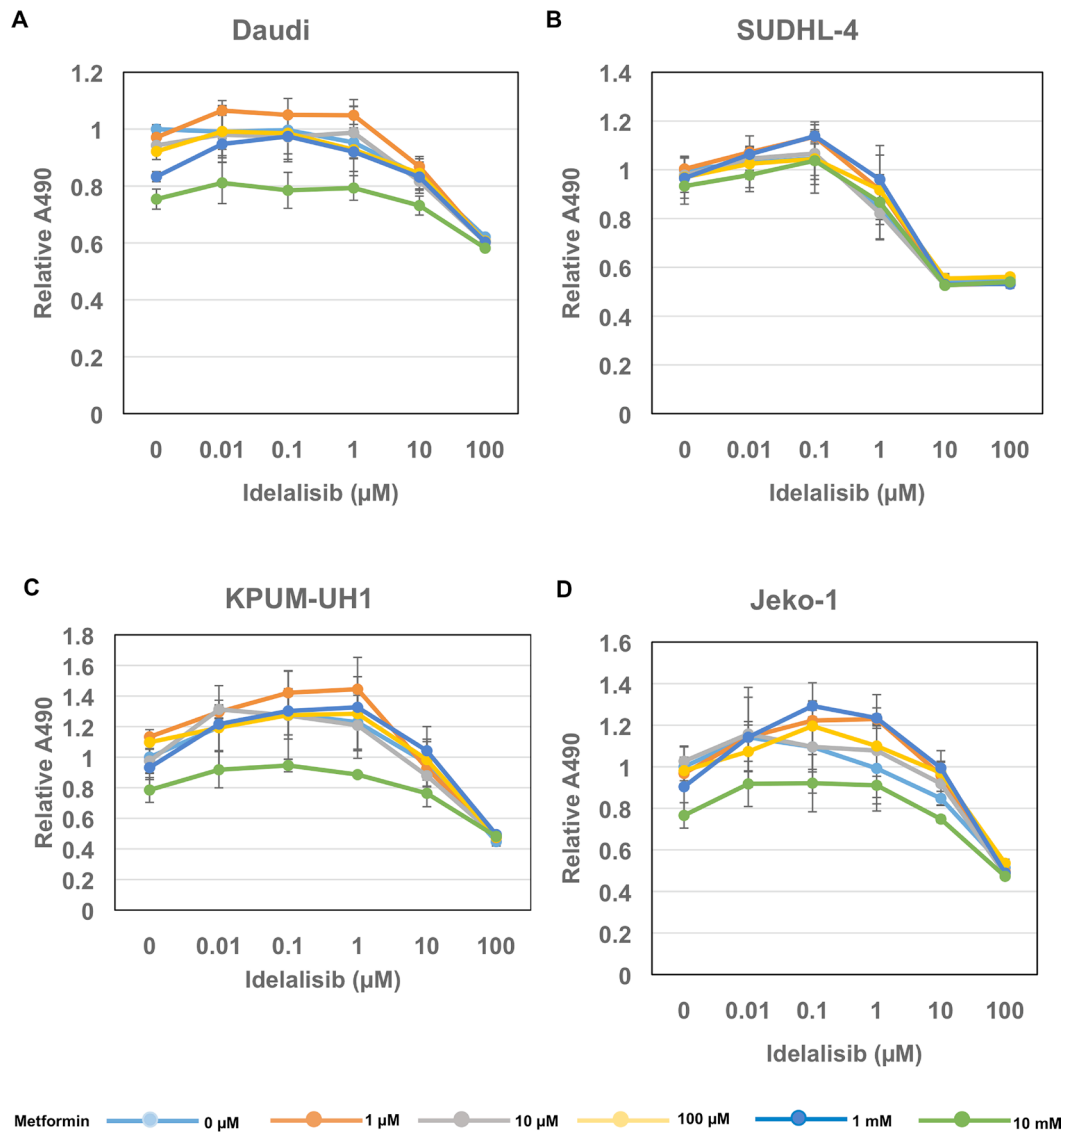 A
Daudi
Relative A490
1.2
1
0.8
0.6
0.4
0.2
0
0 0.01 0.1 1 10 100
Idelalisib (µM)
B
SUDHL-4
Relative A490
1.4
1.2
1
0.8
0.6
0.4
0.2
0
0 0.01 0.1 1 10 100
Idelalisib (µM)
C
KPUM-UH1
Relative A490
1.8
1.6
1.4
1.2
1
0.8
0.6
0.4
0.2
0
0 0.01 0.1 1 10 100
Idelalisib (µM)
D
Jeko-1
Relative A490
1.6
1.4
1.2
1
0.8
0.6
0.4
0.2
0
0 0.01 0.1 1 10 100
Idelalisib (µM)
Metformin 0 µM 1 µM 10 µM 100 µM 1 mM 10 mM